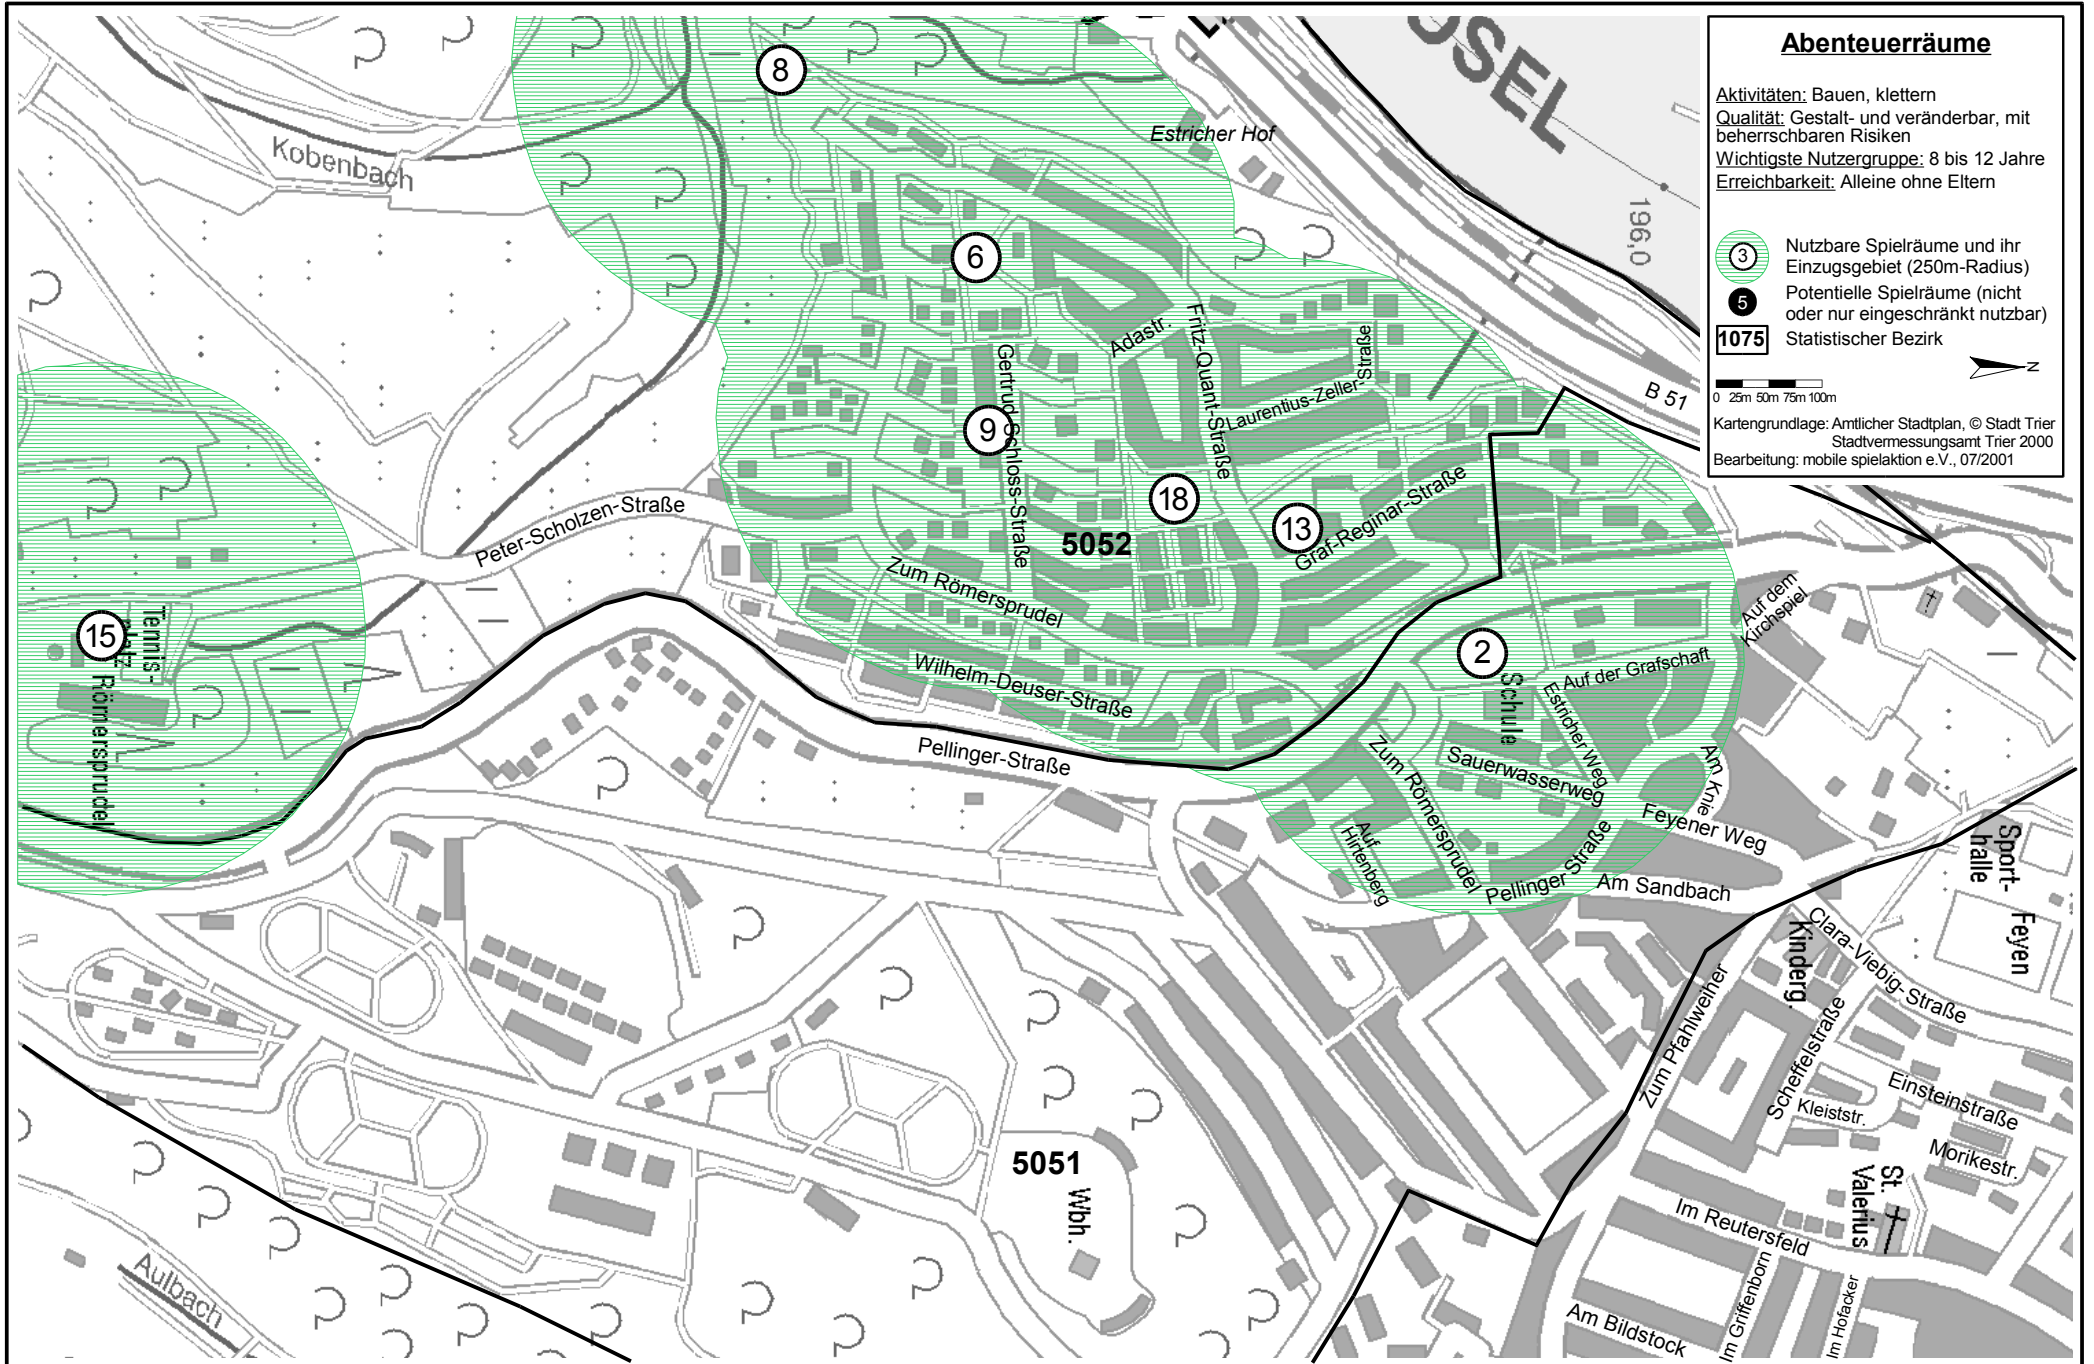 Abenteuerräume
Aktivitäten: Bauen, klettern
Qualität: Gestalt- und veränderbar, mit
beherrschbaren Risiken
Wichtigste Nutzergruppe: 8 bis 12 Jahre
Erreichbarkeit: Alleine ohne Eltern
3
Nutzbare Spielräume und ihr
Einzugsgebiet (250m-Radius)
5
Potentielle Spielräume (nicht
oder nur eingeschränkt nutzbar)
1075
Statistischer Bezirk
N
0 25m 50m 75m 100m
Kartengrundlage: Amtlicher Stadtplan, © Stadt Trier
Stadtvermessungsamt Trier 2000
Bearbeitung: mobile spielaktion e.V., 07/2001
OSEL
196,0
B 51
8
Estricher Hof
Kobenbach
6
Adastr.
Fritz-Quant-Straße
Laurentius-Zeller-Straße
Gertrud-Schloss-Straße
9
18
13
Graf-Reginar-Straße
5052
Peter-Scholzen-Straße
Zum Römersprudel
Wilhelm-Deuser-Straße
Pellinger-Straße
15
Tennis-
platz
Römersprudel
2
Schule
Auf dem
Kirchspiel
Auf der Grafschaft
Estricher Weg
Sauerwasserweg
Am Knie
Feyener Weg
Zum Römersprudel
Auf
Hirtenberg
Pellinger Straße
Am Sandbach
Sport-
halle
Feyen
Kinderg.
Clara-Viebig-Straße
Zum Pfahlweiher
Scheffelstraße
Einsteinstraße
Kleiststr.
Morikestr.
St.
Valerius
Im Reutersfeld
Im Griffenborn
Im Hofacker
Am Bildstock
5051
Wbh.
Aulbach